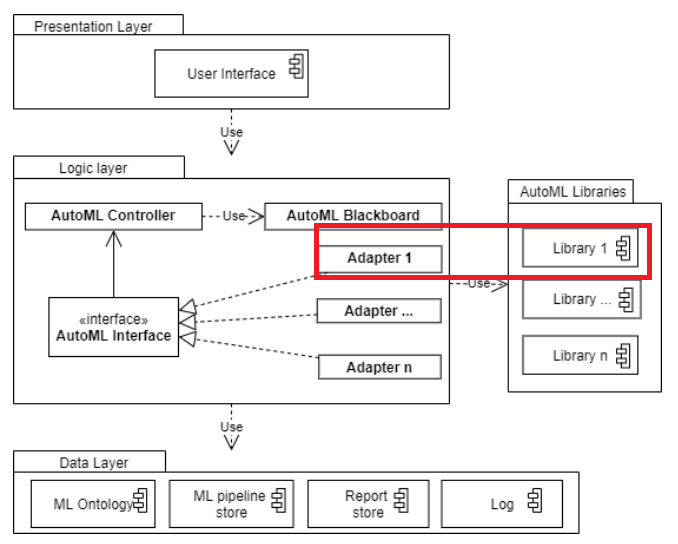 Presentation Layer
User Interface
Use
Logic layer
AutoML Controller
Use
AutoML Blackboard
AutoML Libraries
Adapter 1
Library 1
Use
Library ...
«interface»
AutoML Interface
Adapter ...
Library n
Adapter n
Use
Data Layer
ML Ontology
ML pipeline
store
Report
store
Log